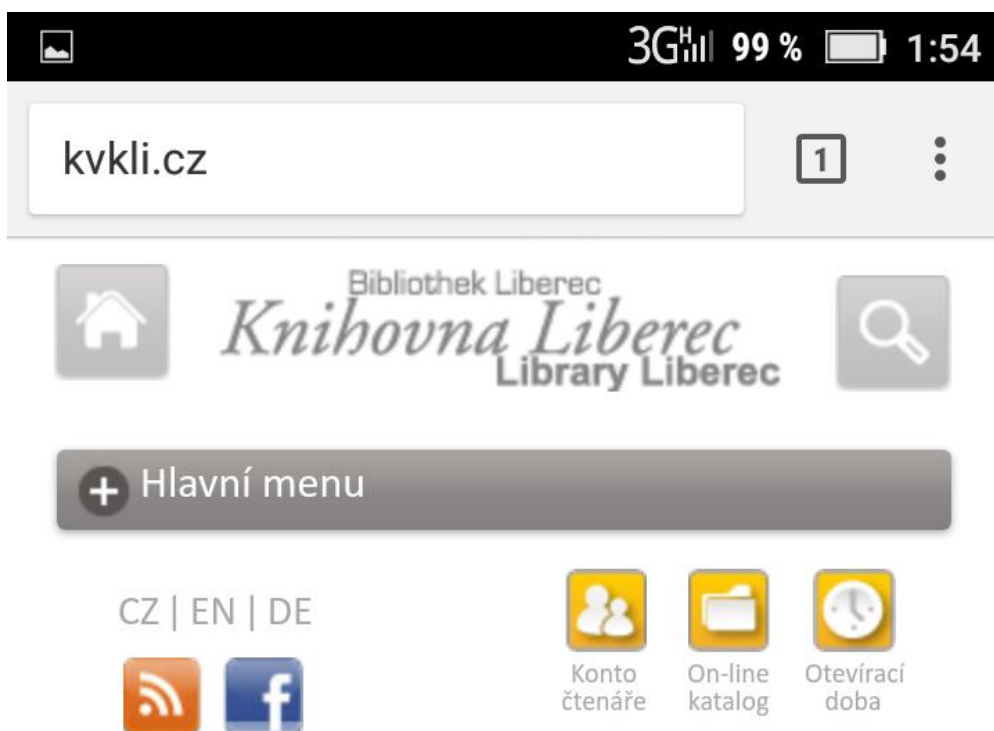 3G H 99 % 1:54
kvkli.cz 1
Bibliothek Liberec
Knihovna Liberec
Library Liberec
Hlavní menu
CZ | EN | DE
Konto čtenáře
On-line katalog
Otevírací doba